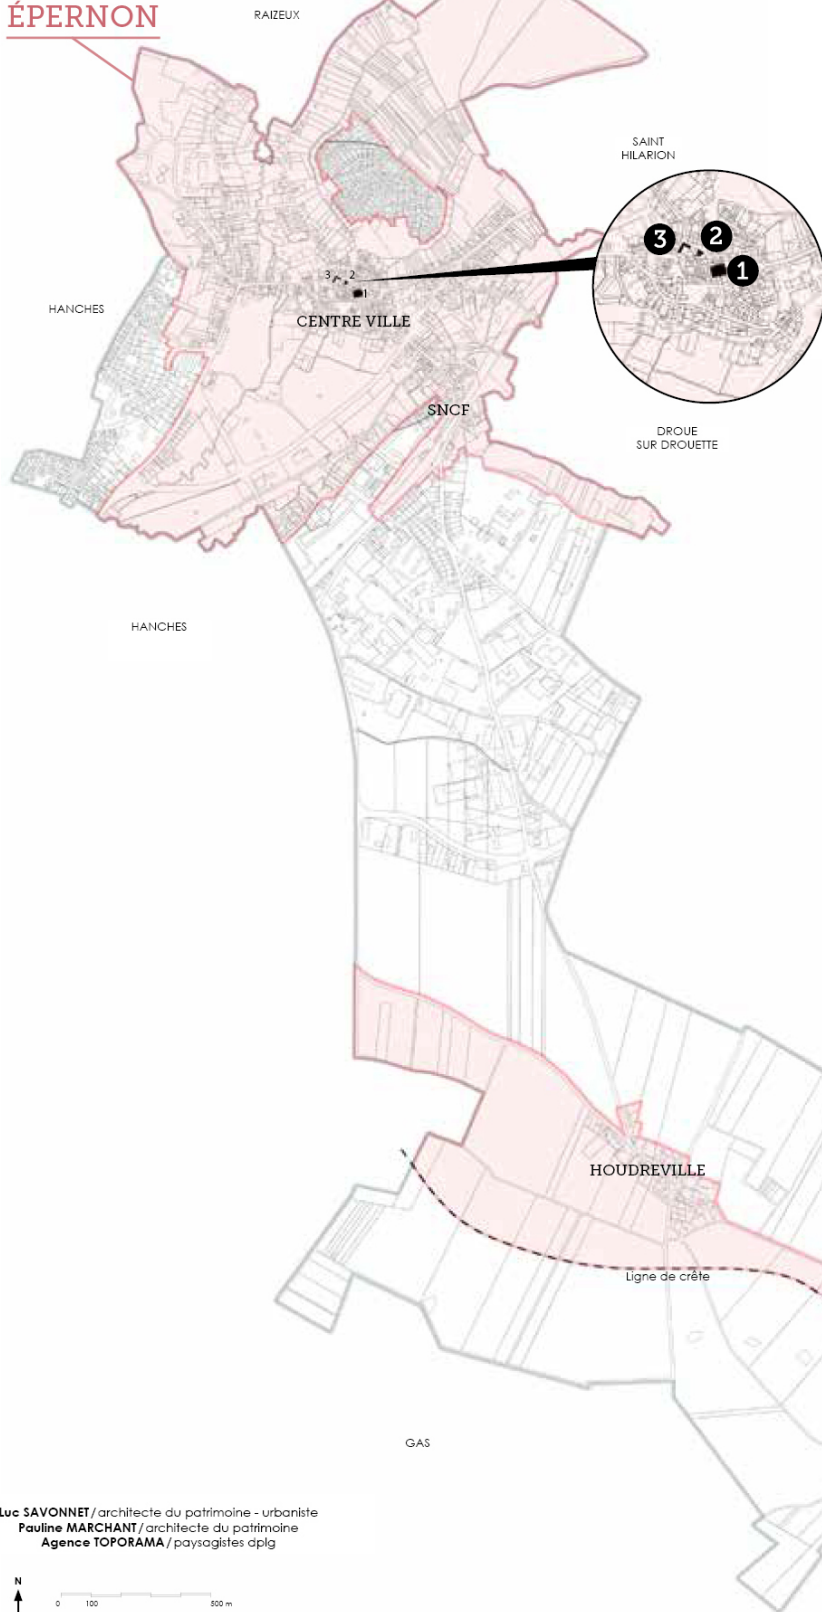 ÉPERNON
RAIZEUX
SAINT
HILARION
3
2
1
3
2
1
HANCHES
CENTRE VILLE
SNCF
DROUE
SUR DROUETTE
HANCHES
HOUDREVILLE
Ligne de crête
GAS
Luc SAVONNET / architecte du patrimoine - urbaniste
Pauline MARCHANT / architecte du patrimoine
Agence TOPORAMA / paysagistes dplg
N
0 100 500 m